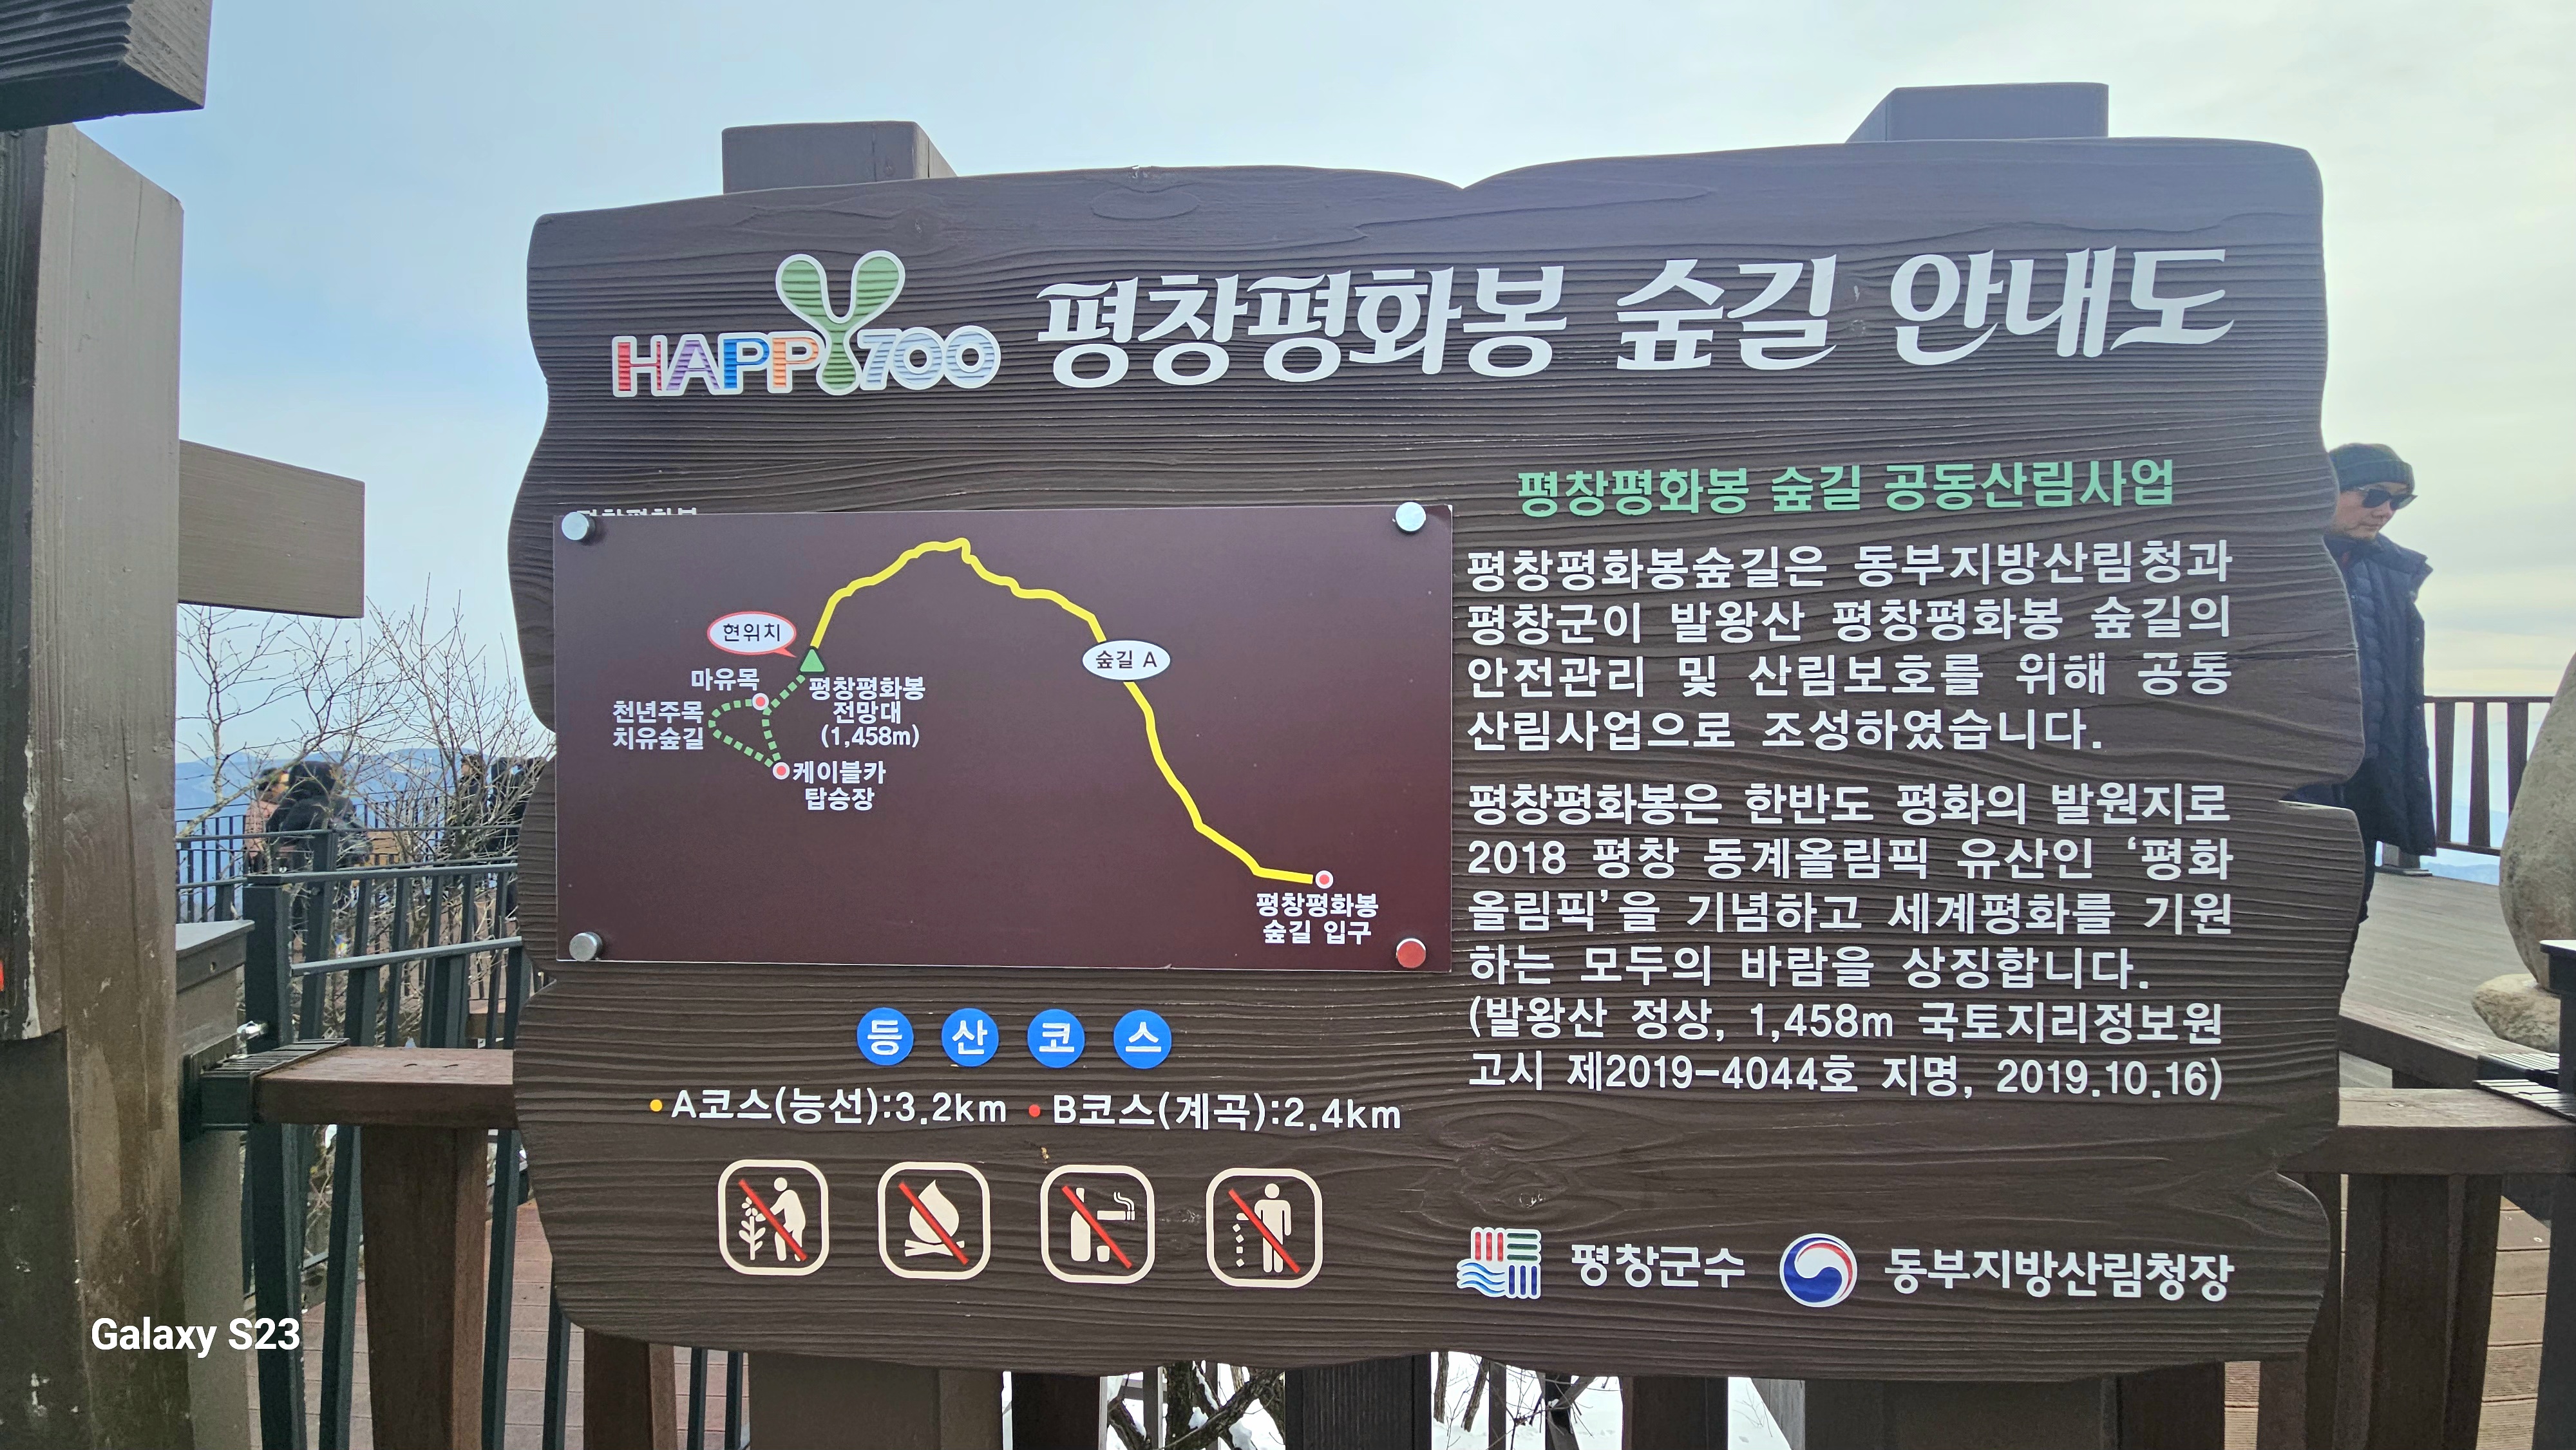 HAPPY700 평창평화봉 숲길 안내도
평창평화봉 숲길 공동산림사업
평창평화봉숲길은 동부지방산림청과
평창군이 발왕산 평창평화봉 숲길의
안전관리 및 산림보호를 위해 공동
산림사업으로 조성하였습니다.
평창평화봉은 한반도 평화의 발원지로
2018 평창 동계올림픽 유산인 ‘평화
올림픽’을 기념하고 세계평화를 기원
하는 모두의 바람을 상징합니다.
(발왕산 정상, 1,458m 국토지리정보원
고시 제2019-4044호 지명, 2019.10.16)
현위치
숲길 A
마유목
평창평화봉
전망대
(1,458m)
천년주목
치유숲길
케이블카
탑승장
평창평화봉
숲길 입구
등산코스
•A코스(능선):3.2km •B코스(계곡):2.4km
평창군수 동부지방산림청장
Galaxy S23